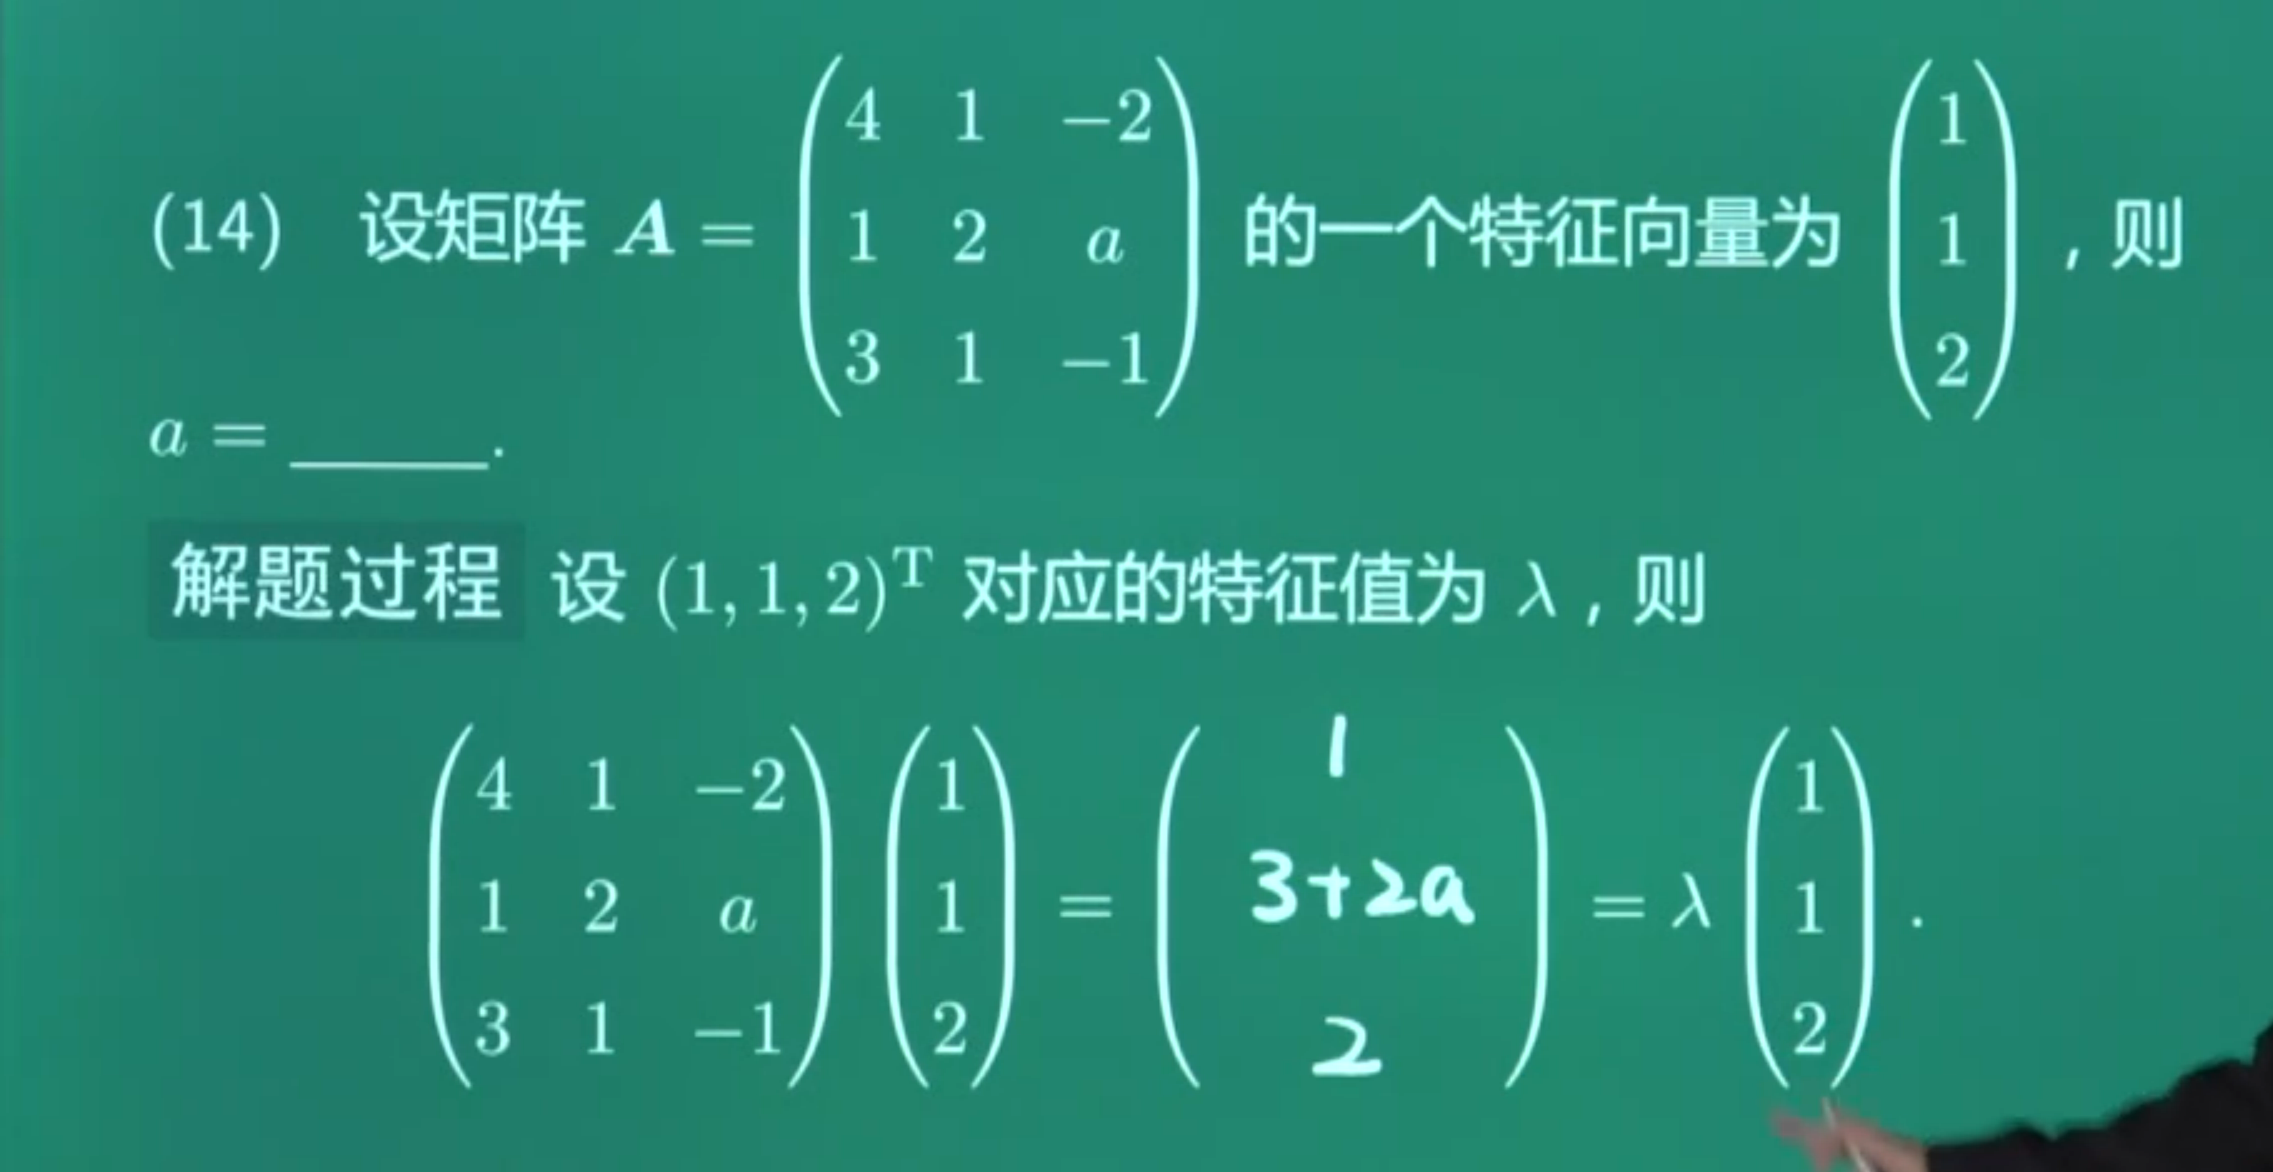 (14) 设矩阵 A = \begin{pmatrix} 4 & 1 & -2 \\ 1 & 2 & a \\ 3 & 1 & -1 \end{pmatrix} 的一个特征向量为 \begin{pmatrix} 1 \\ 1 \\ 2 \end{pmatrix} , 则
a = ______.
解题过程 设 (1, 1, 2)^T 对应的特征值为 λ , 则
\begin{pmatrix} 4 & 1 & -2 \\ 1 & 2 & a \\ 3 & 1 & -1 \end{pmatrix} \begin{pmatrix} 1 \\ 1 \\ 2 \end{pmatrix} = \begin{pmatrix} 1 \\ 3+2a \\ 2 \end{pmatrix} = λ \begin{pmatrix} 1 \\ 1 \\ 2 \end{pmatrix} .